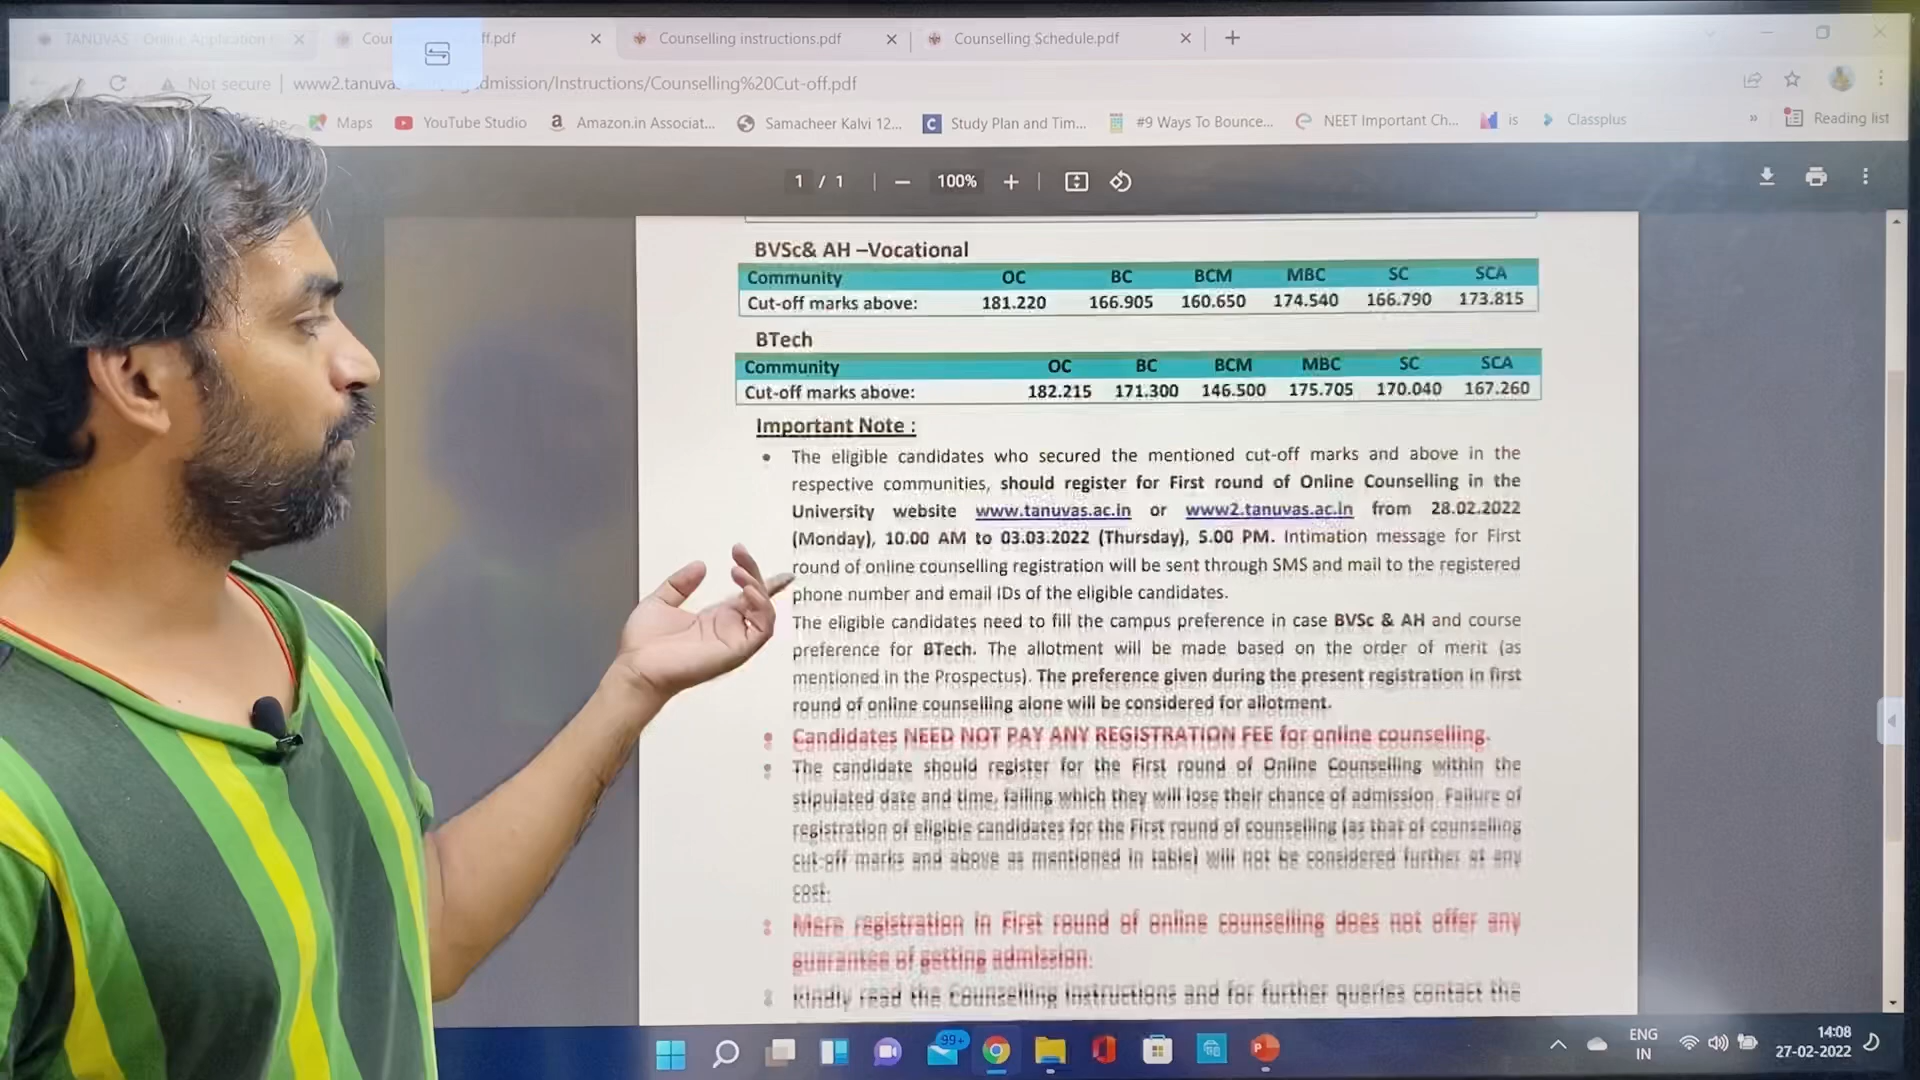 TANUVAS - Online Application
ff.pdf
Counselling instructions.pdf
Counselling Schedule.pdf
Not secure
www2.tanuvas
dmission/Instructions/Counselling%20Cut-off.pdf
Maps
YouTube Studio
Amazon.in Associat...
Samacheer Kalvi 12...
Study Plan and Tim...
#9 Ways To Bounce...
NEET Important Ch...
is
Classplus
»
Reading list
1 / 1
100%
BVSc& AH –Vocational
Community OC BC BCM MBC SC SCA
Cut-off marks above: 181.220 166.905 160.650 174.540 166.790 173.815
BTech
Community OC BC BCM MBC SC SCA
Cut-off marks above: 182.215 171.300 146.500 175.705 170.040 167.260
Important Note :
• The eligible candidates who secured the mentioned cut-off marks and above in the
respective communities, should register for First round of Online Counselling in the
University website www.tanuvas.ac.in or www2.tanuvas.ac.in from 28.02.2022
(Monday), 10.00 AM to 03.03.2022 (Thursday), 5.00 PM. Intimation message for First
round of online counselling registration will be sent through SMS and mail to the registered
phone number and email IDs of the eligible candidates.
The eligible candidates need to fill the campus preference in case BVSc & AH and course
preference for BTech. The allotment will be made based on the order of merit (as
mentioned in the Prospectus). The preference given during the present registration in first
round of online counselling alone will be considered for allotment.
• Candidates NEED NOT PAY ANY REGISTRATION FEE for online counselling.
• The candidate should register for the First round of Online Counselling within the
stipulated date and time, failing which they will lose their chance of admission. Failure of
registration of eligible candidates for the First round of counselling (as that of counselling
cut-off marks and above as mentioned in table) will not be considered further at any
cost.
• Mere registration in First round of online counselling does not offer any
guarantee of getting admission.
• Kindly read the Counselling Instructions and for further queries contact the
99+
ENG
IN
14:08
27-02-2022